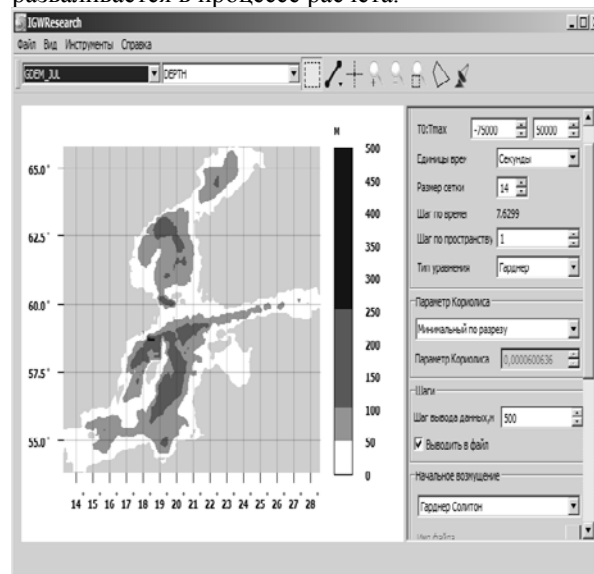 разваливается в процессе расчета.
IGWResearch
Файл Вид Инструменты Справка
GDEM_JUL DEPTH
M
500
450
400
350
300
250
200
150
100
50
0
65.0°
62.5°
60.0°
57.5°
55.0°
14° 15° 16° 17° 18° 19° 20° 21° 22° 23° 24° 25° 26° 27° 28°
T0:Tmax -75000 50000
Единицы врем Секунды
Размер сетки 14
Шаг по времен 7.6299
Шаг по пространству 1
Тип уравнения Гарднер
Параметр Кориолиса
Минимальный по разрезу
Параметр Кориолиса 0,0000600636
Шаги
Шаг вывода данных,м 500
Выводить в файл
Начальное возмущение
Гарднер Солитон